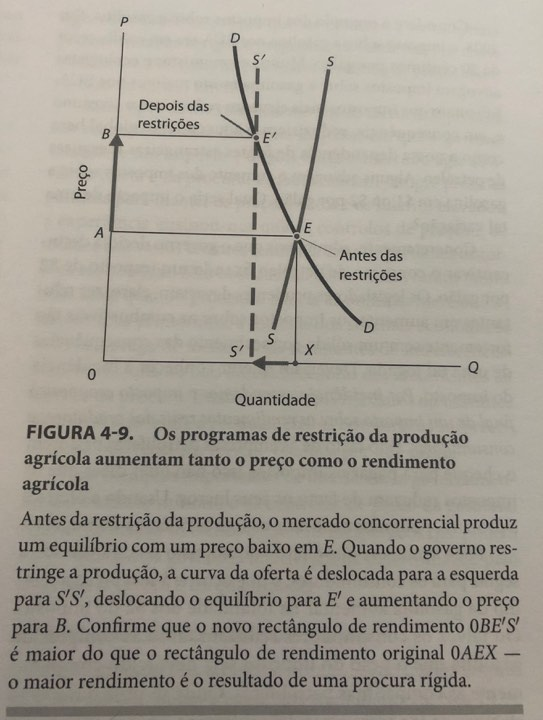 P
D
S'
S
Depois das
restrições
B
E'
Preço
A
E
Antes das
restrições
S
D
S'
X
0
Q
Quantidade
FIGURA 4-9. Os programas de restrição da produção
agrícola aumentam tanto o preço como o rendimento
agrícola
Antes da restrição da produção, o mercado concorrencial produz
um equilíbrio com um preço baixo em E. Quando o governo res-
tringe a produção, a curva da oferta é deslocada para a esquerda
para S'S', deslocando o equilíbrio para E' e aumentando o preço
para B. Confirme que o novo rectângulo de rendimento 0BE'S'
é maior do que o rectângulo de rendimento original 0AEX —
o maior rendimento é o resultado de uma procura rígida.